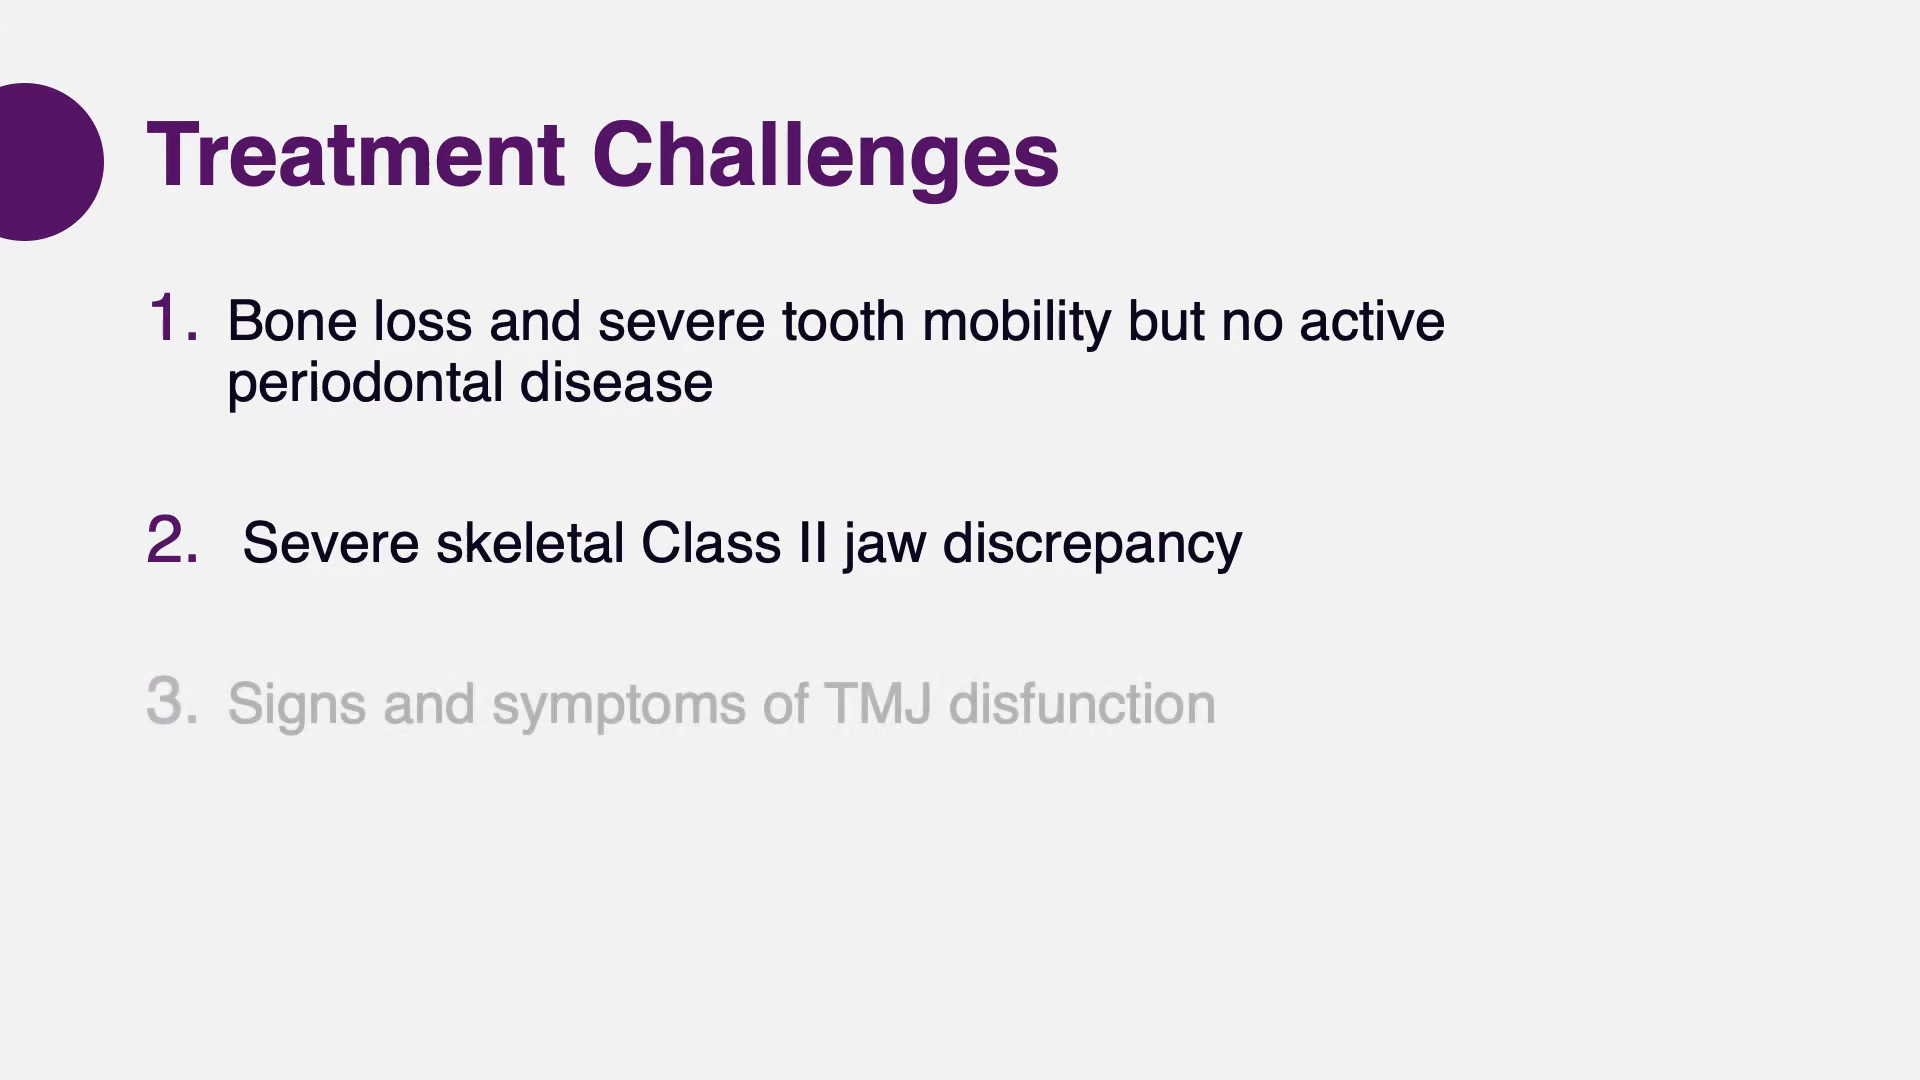 Treatment Challenges
1. Bone loss and severe tooth mobility but no active
periodontal disease
2. Severe skeletal Class II jaw discrepancy
3. Signs and symptoms of TMJ disfunction